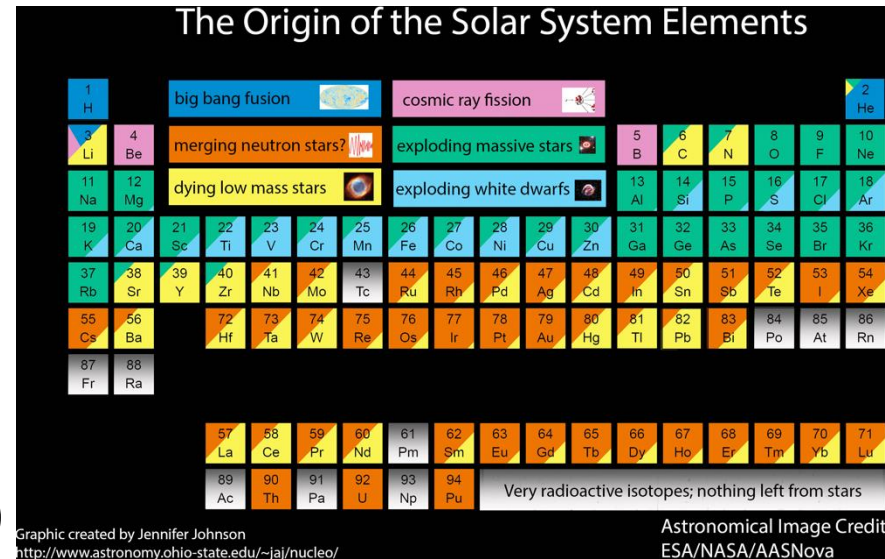 The Origin of the Solar System Elements
1 2
H He
big bang fusion cosmic ray fission
3 4 5 6 7 8 9 10
Li Be B C N O F Ne
merging neutron stars? exploding massive stars
11 12 13 14 15 16 17 18
Na Mg Al Si P S Cl Ar
dying low mass stars exploding white dwarfs
19 20 21 22 23 24 25 26 27 28 29 30 31 32 33 34 35 36
K Ca Sc Ti V Cr Mn Fe Co Ni Cu Zn Ga Ge As Se Br Kr
37 38 39 40 41 42 43 44 45 46 47 48 49 50 51 52 53 54
Rb Sr Y Zr Nb Mo Tc Ru Rh Pd Ag Cd In Sn Sb Te I Xe
55 56 72 73 74 75 76 77 78 79 80 81 82 83 84 85 86
Cs Ba Hf Ta W Re Os Ir Pt Au Hg Tl Pb Bi Po At Rn
87 88
Fr Ra
57 58 59 60 61 62 63 64 65 66 67 68 69 70 71
La Ce Pr Nd Pm Sm Eu Gd Tb Dy Ho Er Tm Yb Lu
89 90 91 92 93 94
Ac Th Pa U Np Pu
Very radioactive isotopes; nothing left from stars
Graphic created by Jennifer Johnson
http://www.astronomy.ohio-state.edu/~jaj/nucleo/
Astronomical Image Credit
ESA/NASA/AASNova